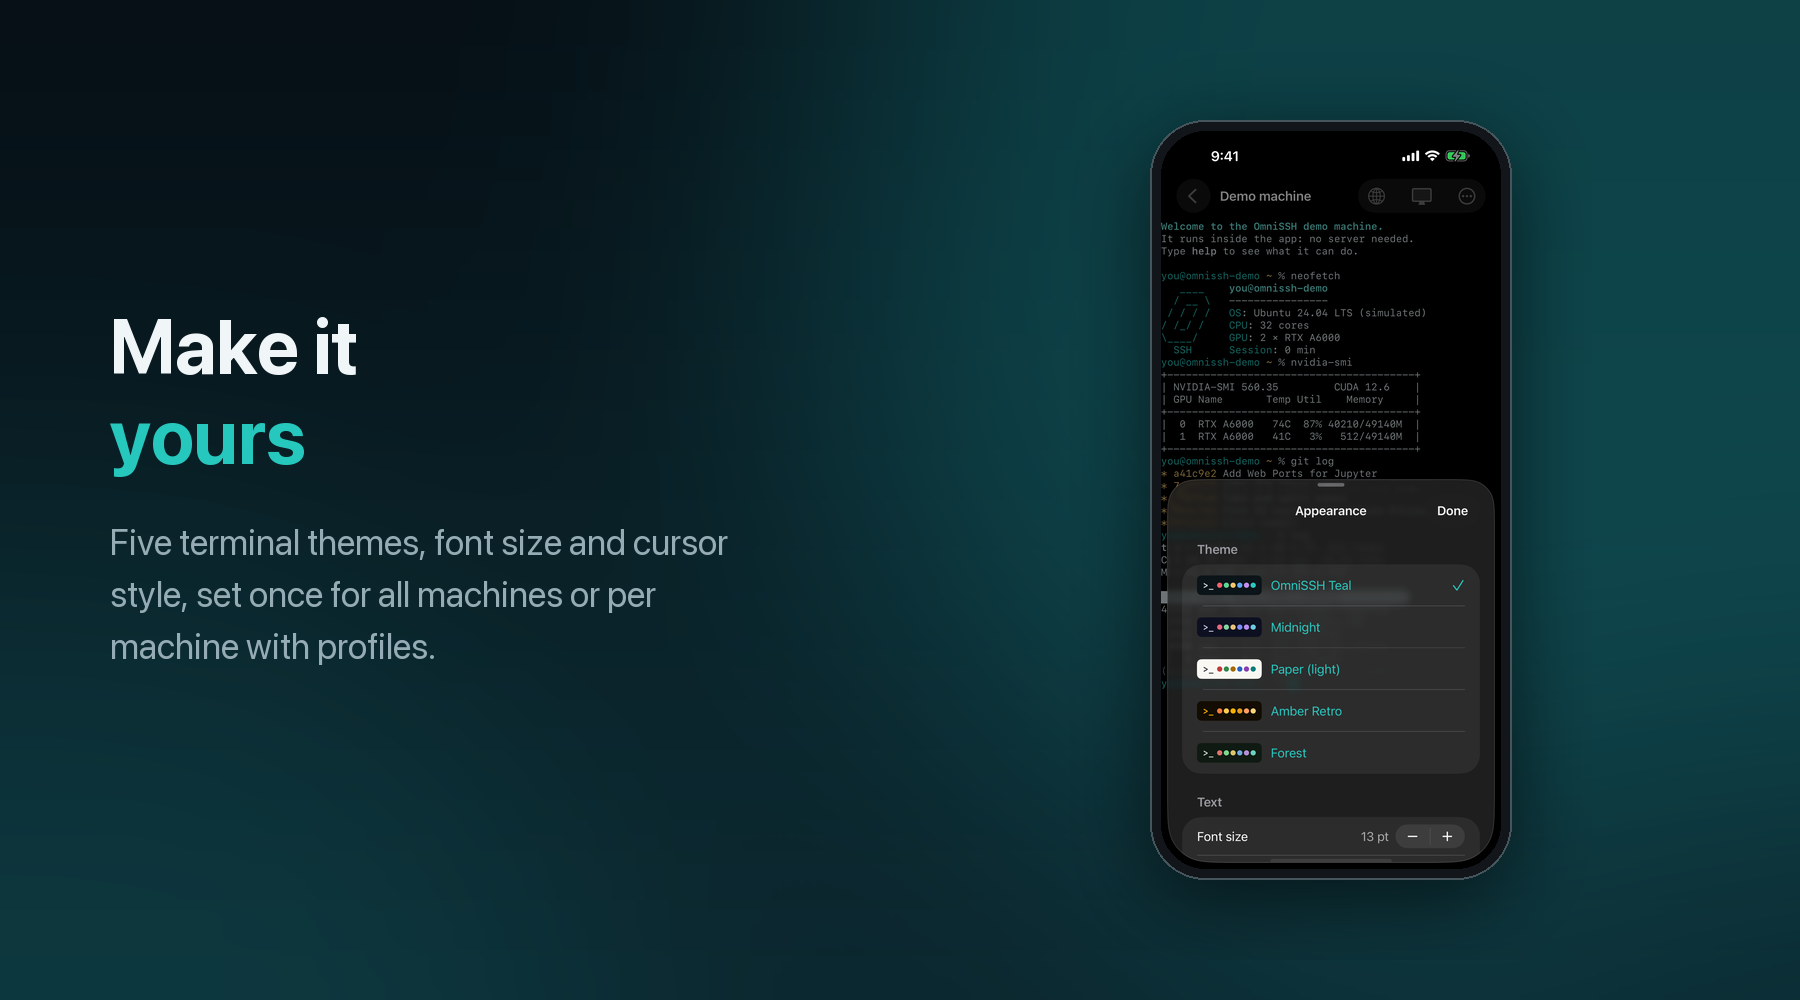 Make it
yours
Five terminal themes, font size and cursor
style, set once for all machines or per
machine with profiles.
9:41
Demo machine
Welcome to the OmniSSH demo machine.
It runs inside the app: no server needed.
Type help to see what it can do.
you@omnissh-demo ~ % neofetch
you@omnissh-demo
----------------
OS: Ubuntu 24.04 LTS (simulated)
CPU: 32 cores
GPU: 2 × RTX A6000
SSH Session: 0 min
you@omnissh-demo ~ % nvidia-smi
+----------------------------------------+
| NVIDIA-SMI 560.35 CUDA 12.6 |
| GPU Name Temp Util Memory |
+----------------------------------------+
| 0 RTX A6000 74C 87% 40210/49140M |
| 1 RTX A6000 41C 3% 512/49140M |
+----------------------------------------+
you@omnissh-demo ~ % git log
* a41c9e2 Add Web Ports for Jupyter
Appearance
Done
Theme
>_ OmniSSH Teal
>_ Midnight
>_ Paper (light)
>_ Amber Retro
>_ Forest
Text
Font size 13 pt − +